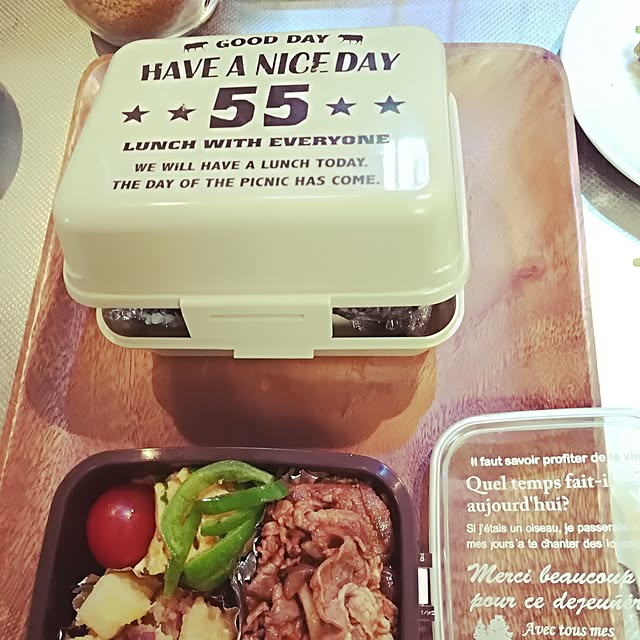 GOOD DAY
HAVE A NICE DAY
55
LUNCH WITH EVERYONE
WE WILL HAVE A LUNCH TODAY.
THE DAY OF THE PICNIC HAS COME.
Il faut savoir profiter de la vie
Quel temps fait-il
aujourd'hui?
Si j'étais un oiseau, je
mes jours a te chanter des
Merci beaucoup
pour ce dejeuner
Avec tous mes